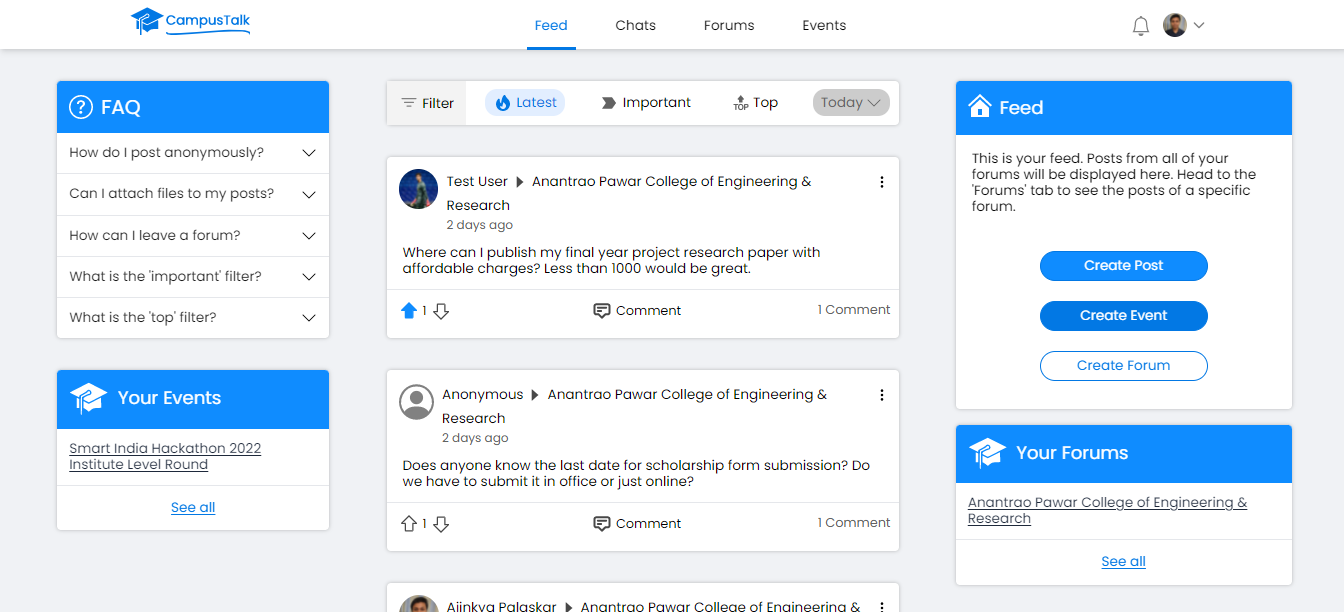 CampusTalk
Feed
Chats
Forums
Events
FAQ
How do I post anonymously?
Can I attach files to my posts?
How can I leave a forum?
What is the 'important' filter?
What is the 'top' filter?
Your Events
Smart India Hackathon 2022
Institute Level Round
See all
Filter
Latest
Important
TOP Top
Today
Test User Anantrao Pawar College of Engineering &
Research
2 days ago
Where can I publish my final year project research paper with
affordable charges? Less than 1000 would be great.
1
Comment
1 Comment
Anonymous Anantrao Pawar College of Engineering &
Research
2 days ago
Does anyone know the last date for scholarship form submission? Do
we have to submit it in office or just online?
1
Comment
1 Comment
Ajinkya Palaskar Anantrao Pawar College of Engineering &
Feed
This is your feed. Posts from all of your
forums will be displayed here. Head to the
'Forums' tab to see the posts of a specific
forum.
Create Post
Create Event
Create Forum
Your Forums
Anantrao Pawar College of Engineering &
Research
See all